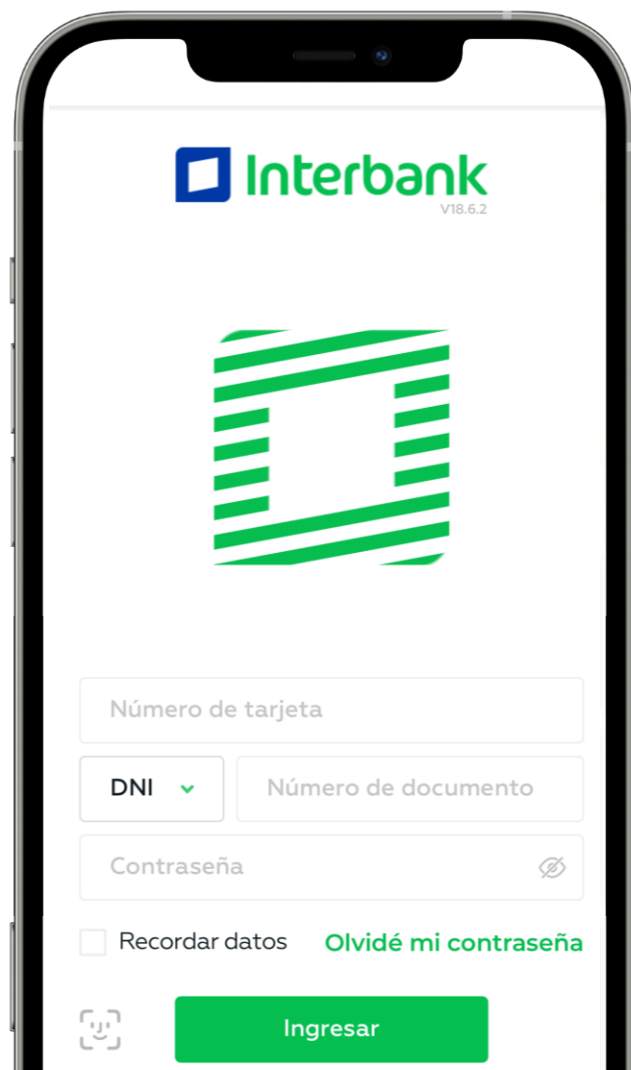 Interbank
V18.6.2
Número de tarjeta
DNI Número de documento
Contraseña
Recordar datos Olvidé mi contraseña
Ingresar